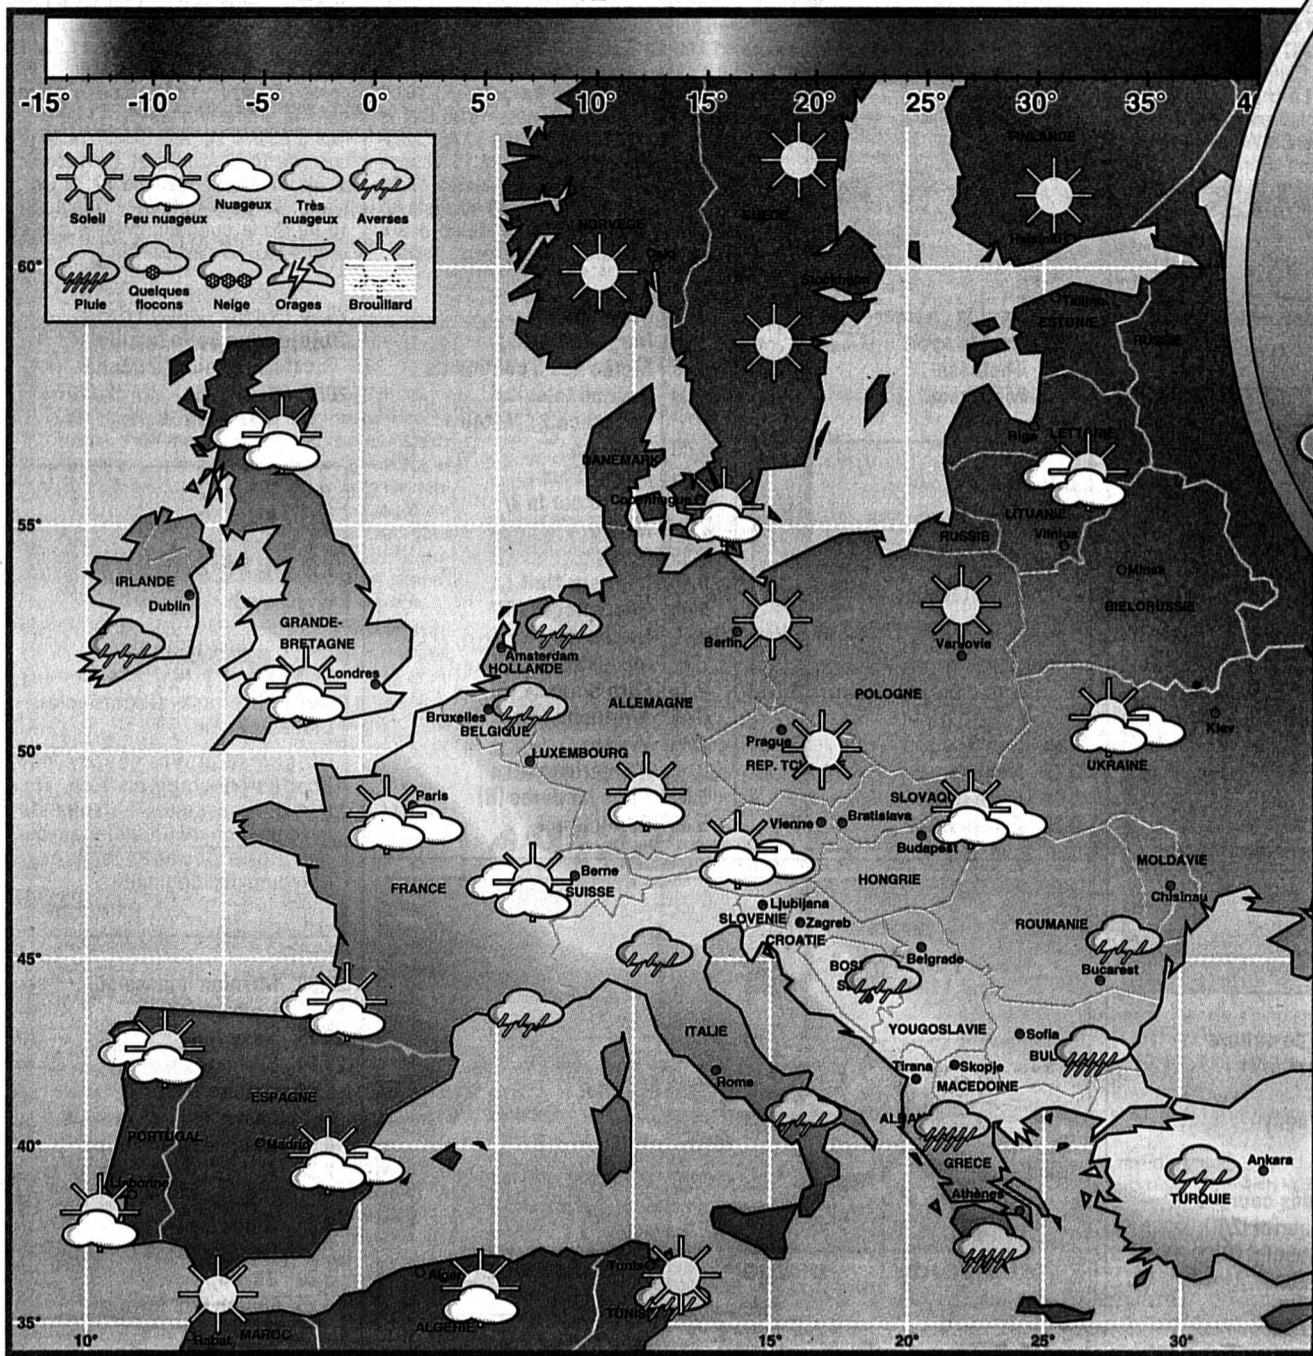 -15° -10° -5° 0° 5° 10° 15° 20° 25° 30° 35°
Soleil Peu nuageux Nuageux Très nuageux Averses
Pluie Quelques flocons Neige Orages Brouillard
FINLANDE
NORVEGE
Helsinki
60°
Tallinn
ESTONIE
RUSSIE
Riga LETTANIE
DANEMARK
Copenhague
55°
LITUANIE
RUSSIE Vilnius
Minsk
IRLANDE
BIELORUSSIE
Dublin
GRANDE-
BRETAGNE
Berlin
Varsovie
Amsterdam
HOLLANDE
Londres
ALLEMAGNE
POLOGNE
Bruxelles
BELGIQUE
Kiev
Prague
50°
LUXEMBOURG
REP.
UKRAINE
Paris
Vienne Bratislava
Budapest
MOLDAVIE
Berne
FRANCE
SUISSE
HONGRIE
Chisinau
Ljubljana
SLOVENIE Zagreb
ROUMANIE
CROATIE
45°
Belgrade
Bucarest
ITALIE
YOUGOSLAVIE
Sofia
Tirana
Skopje
Rome
MACEDOINE
ESPAGNE
PORTUGAL
40°
Madrid
GRECE
Ankara
Lisbonne
Athènes
TURQUIE
Alger
Tunis
35°
Rabat MAROC
ALGERIE
10° 15° 20° 25° 30°